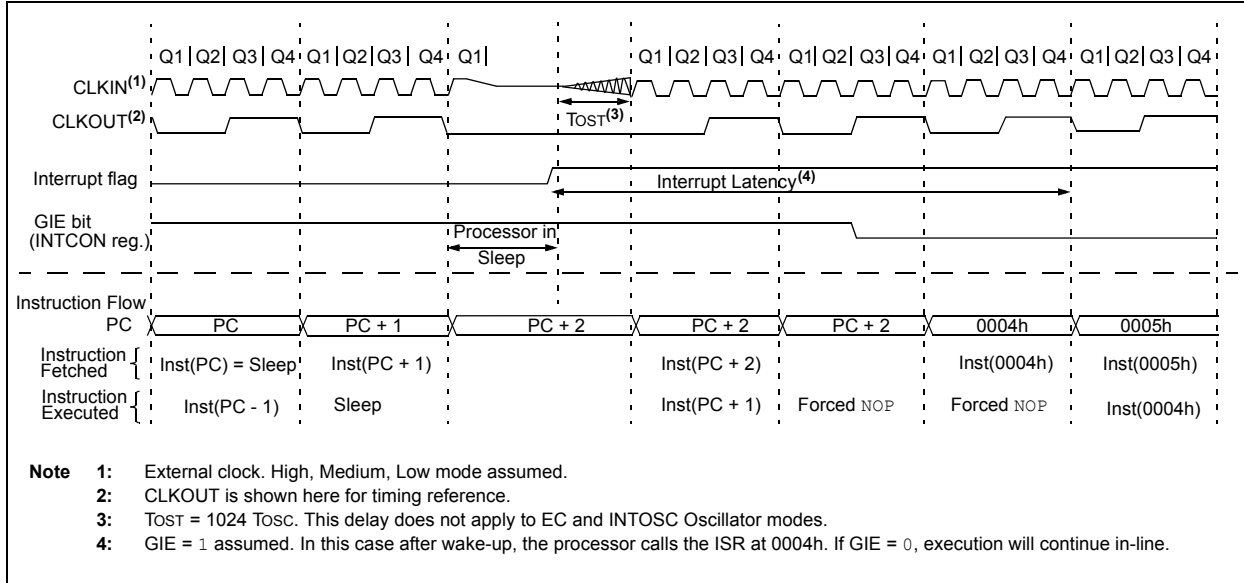 Q1 Q2 Q3 Q4 Q1 Q2 Q3 Q4 Q1 Q1 Q2 Q3 Q4 Q1 Q2 Q3 Q4 Q1 Q2 Q3 Q4 Q1 Q2 Q3 Q4
CLKIN(1)
TOST(3)
CLKOUT(2)
Interrupt flag
Interrupt Latency(4)
GIE bit
(INTCON reg.)
Processor in
Sleep
Instruction Flow
PC PC PC + 1 PC + 2 PC + 2 PC + 2 0004h 0005h
Instruction
Fetched
Inst(PC) = Sleep Inst(PC + 1) Inst(PC + 2) Inst(0004h) Inst(0005h)
Instruction
Executed
Inst(PC - 1) Sleep Inst(PC + 1) Forced NOP Forced NOP Inst(0004h)
Note 1: External clock. High, Medium, Low mode assumed.
2: CLKOUT is shown here for timing reference.
3: TOST = 1024 TOSC. This delay does not apply to EC and INTOSC Oscillator modes.
4: GIE = 1 assumed. In this case after wake-up, the processor calls the ISR at 0004h. If GIE = 0, execution will continue in-line.